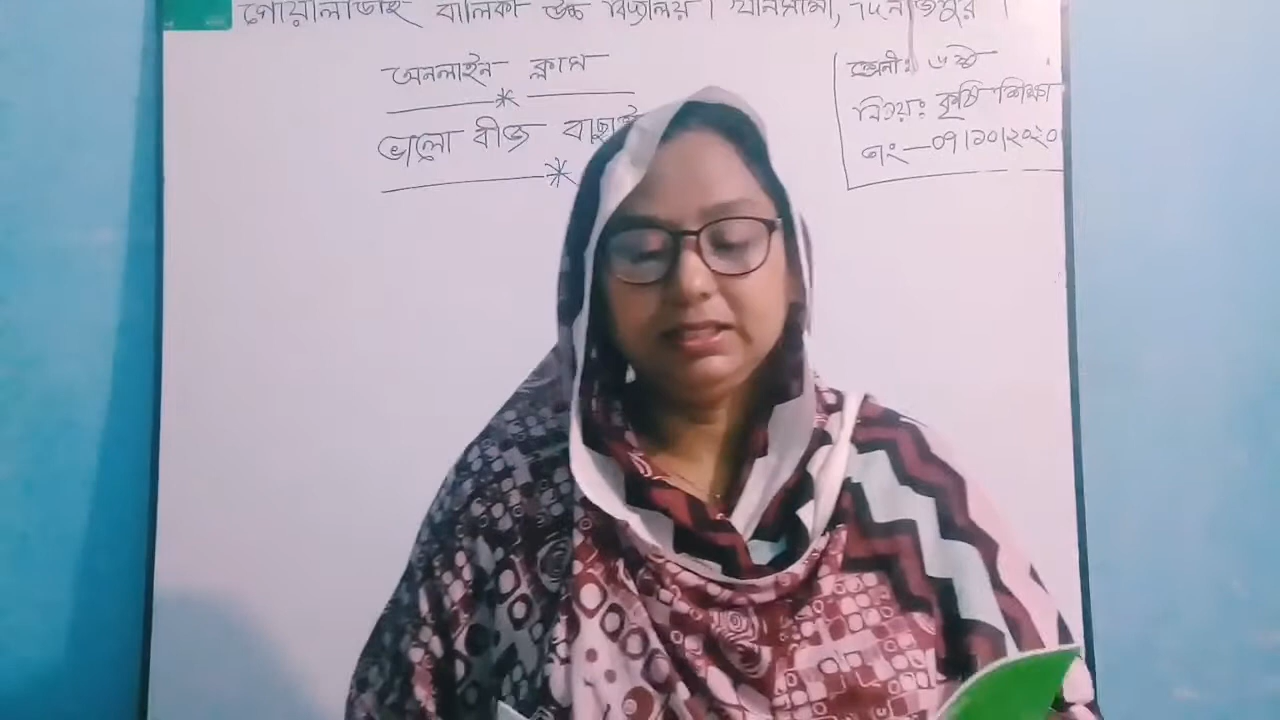 গোয়ালডিহি বালিকা উচ্চ বিদ্যালয়। খানসামা, দিনাজপুর।
অনলাইন ক্লাস
ভালো বীজ বাছাই
শ্রেণী: ৬ষ্ঠ
বিষয়: কৃষি শিক্ষা
তাং—০৭/১০/২০২০